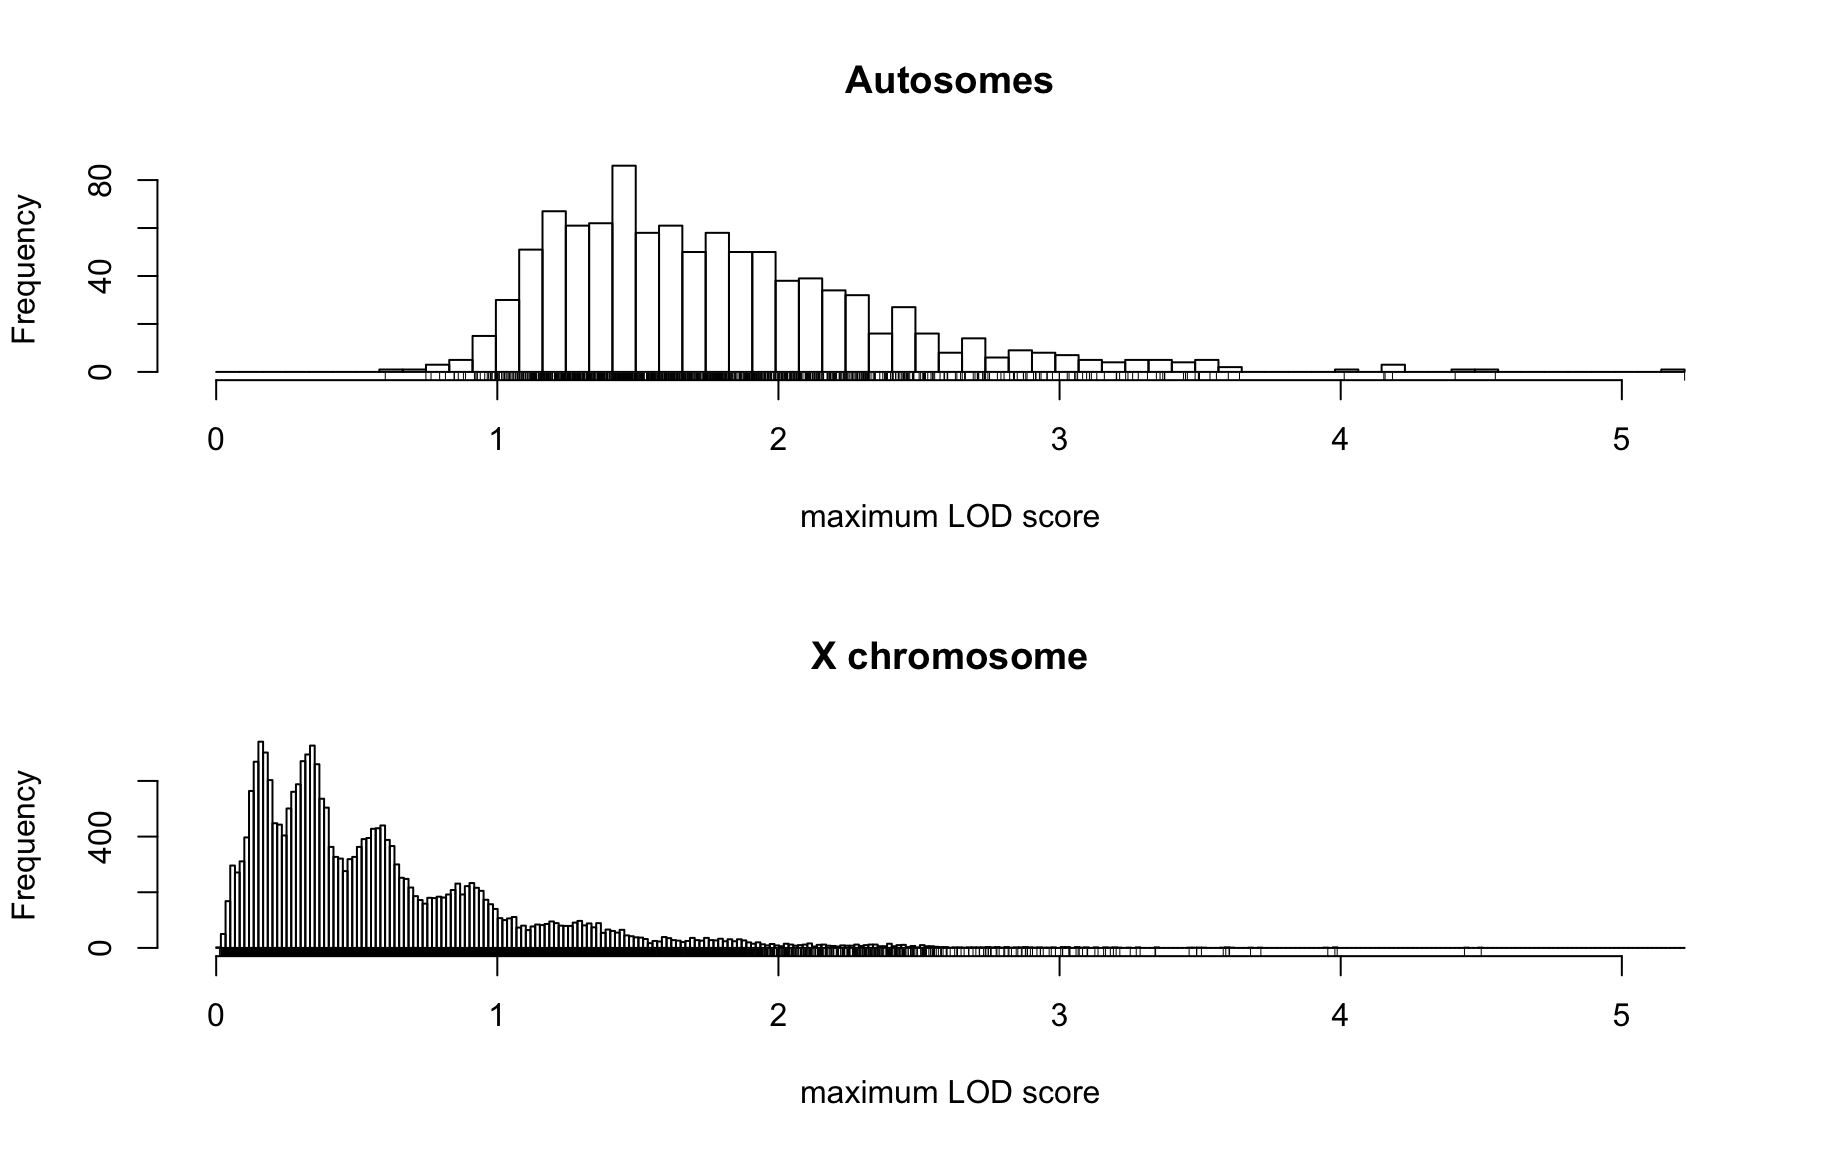 Autosomes
Frequency
80
40
0
0 1 2 3 4 5
maximum LOD score
X chromosome
Frequency
400
0
0 1 2 3 4 5
maximum LOD score